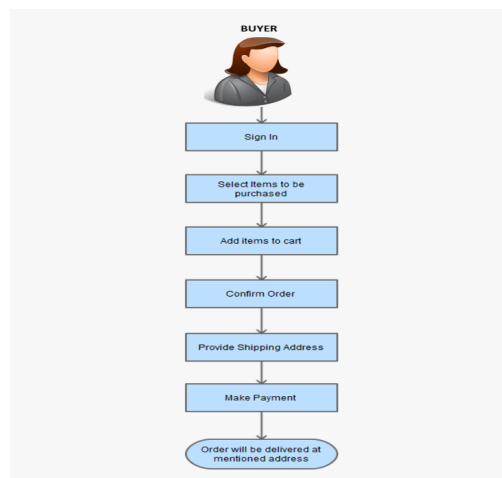 BUYER
Sign In
Select Items to be
purchased
Add items to cart
Confirm Order
Provide Shipping Address
Make Payment
Order will be delivered at
mentioned address